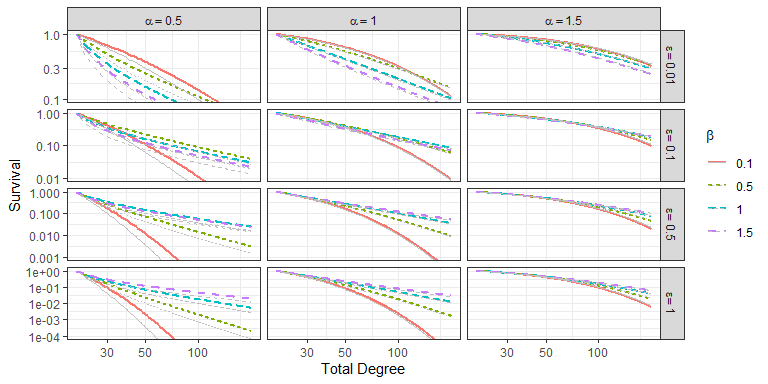 α = 0.5 α = 1 α = 1.5
1.0
0.3
0.1
ε = 0.01
1.00
0.10
0.01
ε = 0.1
1.000
0.100
0.010
0.001
ε = 0.5
1e+00
1e-01
1e-02
1e-03
1e-04
ε = 1
30 50 100 30 50 100 30 50 100
Total Degree
Survival
β
0.1
0.5
1
1.5